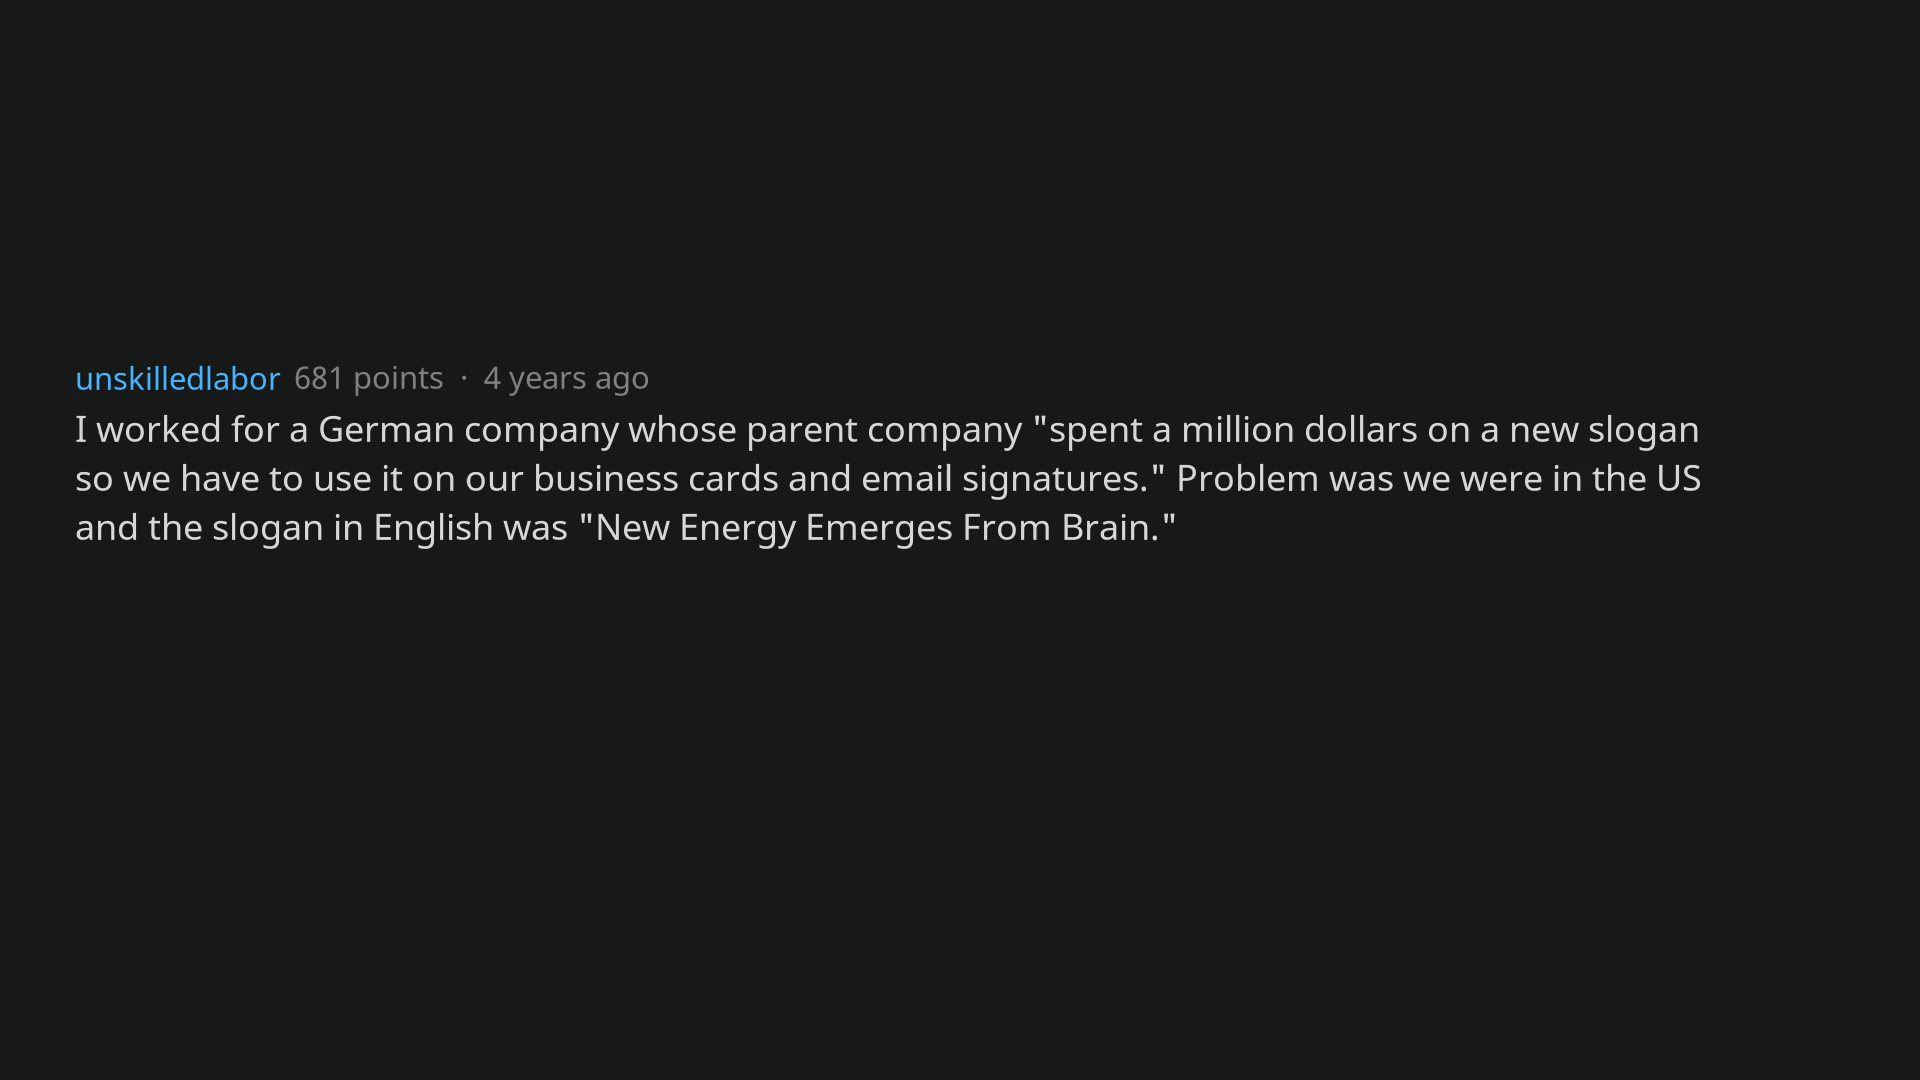 unskilledlabor 681 points · 4 years ago
I worked for a German company whose parent company "spent a million dollars on a new slogan
so we have to use it on our business cards and email signatures." Problem was we were in the US
and the slogan in English was "New Energy Emerges From Brain."